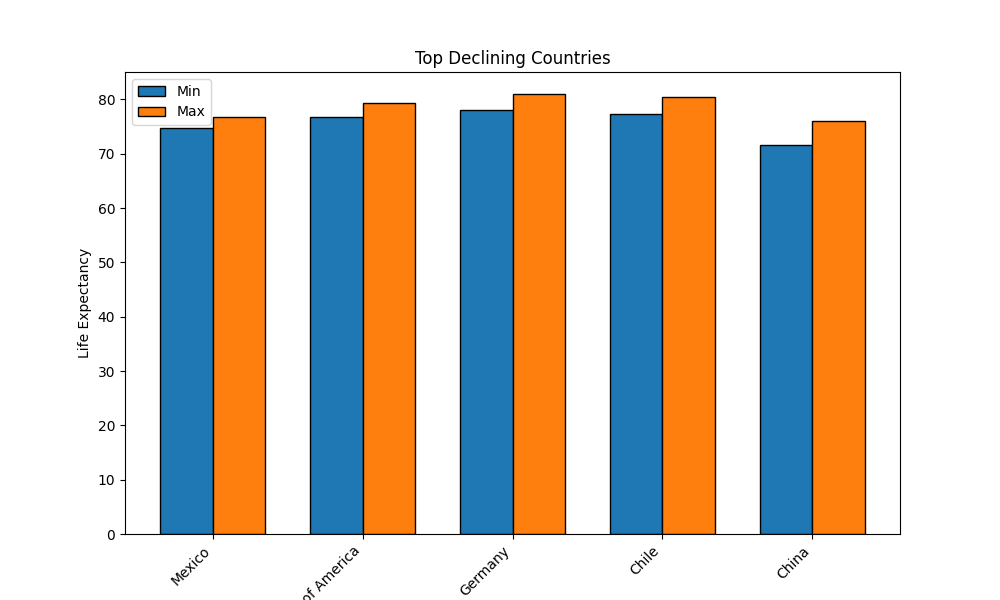 Top Declining Countries
Min
Max
Life Expectancy
80
70
60
50
40
30
20
10
0
Mexico
of America
Germany
Chile
China